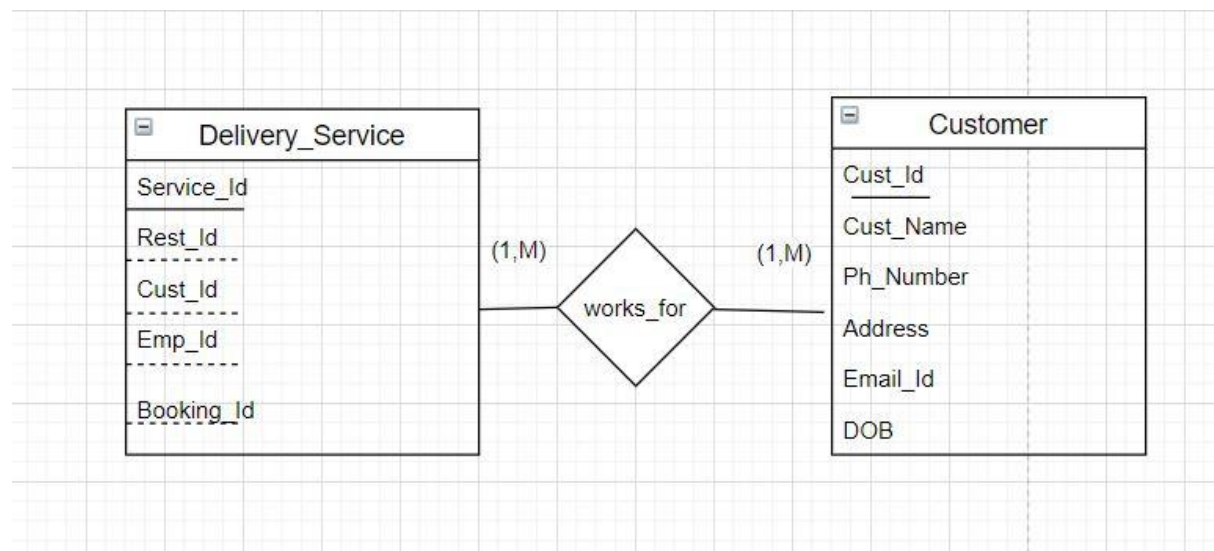 Delivery_Service
Service_Id
Rest_Id
Cust_Id
Emp_Id
Booking_Id
(1,M)
works_for
(1,M)
Customer
Cust_Id
Cust_Name
Ph_Number
Address
Email_Id
DOB